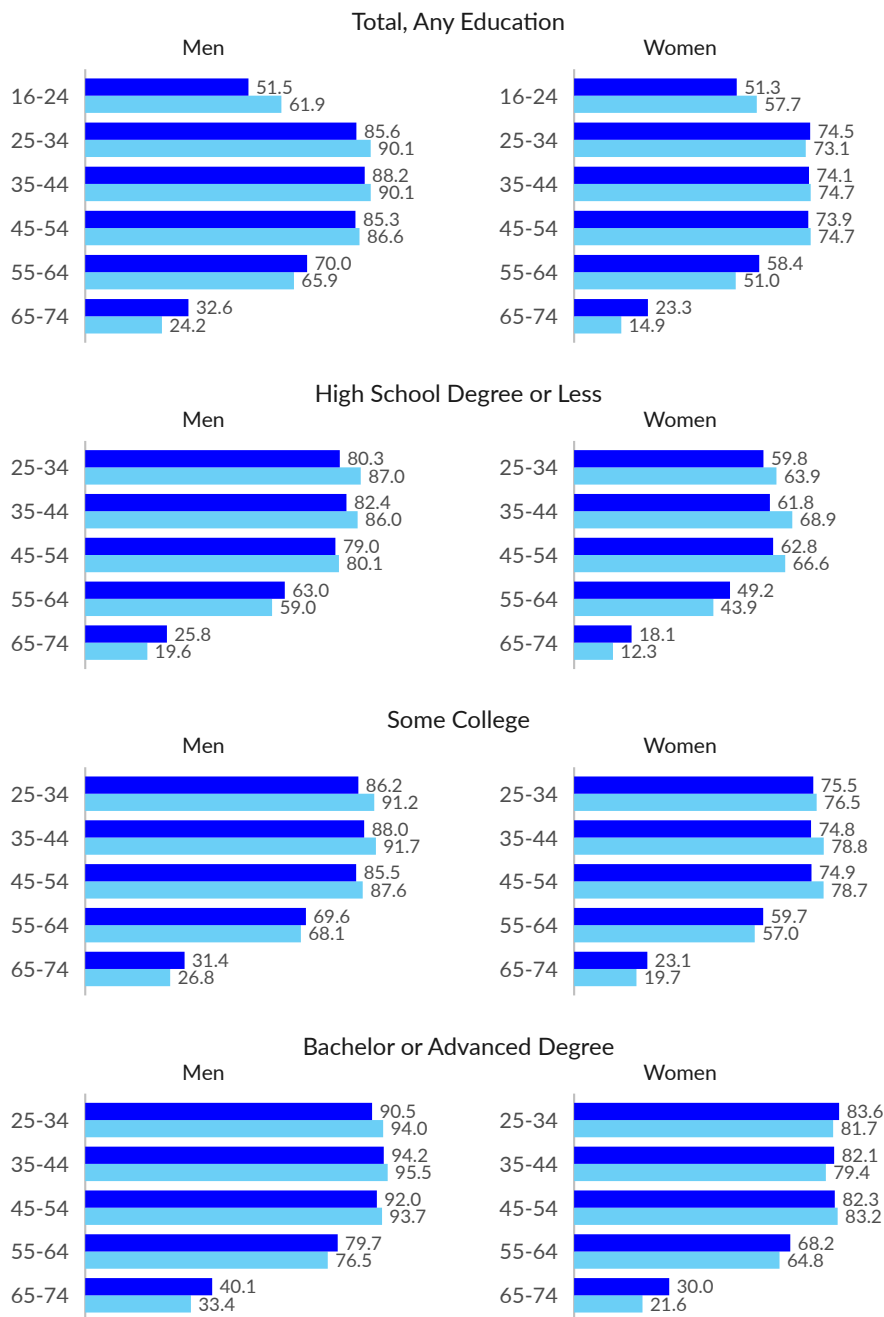 Total, Any Education
Men
Women
16-24 51.5 61.9
16-24 51.3 57.7
25-34 85.6 90.1
25-34 74.5 73.1
35-44 88.2 90.1
35-44 74.1 74.7
45-54 85.3 86.6
45-54 73.9 74.7
55-64 70.0 65.9
55-64 58.4 51.0
65-74 32.6 24.2
65-74 23.3 14.9
High School Degree or Less
Men
Women
25-34 80.3 87.0
25-34 59.8 63.9
35-44 82.4 86.0
35-44 61.8 68.9
45-54 79.0 80.1
45-54 62.8 66.6
55-64 63.0 59.0
55-64 49.2 43.9
65-74 25.8 19.6
65-74 18.1 12.3
Some College
Men
Women
25-34 86.2 91.2
25-34 75.5 76.5
35-44 88.0 91.7
35-44 74.8 78.8
45-54 85.5 87.6
45-54 74.9 78.7
55-64 69.6 68.1
55-64 59.7 57.0
65-74 31.4 26.8
65-74 23.1 19.7
Bachelor or Advanced Degree
Men
Women
25-34 90.5 94.0
25-34 83.6 81.7
35-44 94.2 95.5
35-44 82.1 79.4
45-54 92.0 93.7
45-54 82.3 83.2
55-64 79.7 76.5
55-64 68.2 64.8
65-74 40.1 33.4
65-74 30.0 21.6